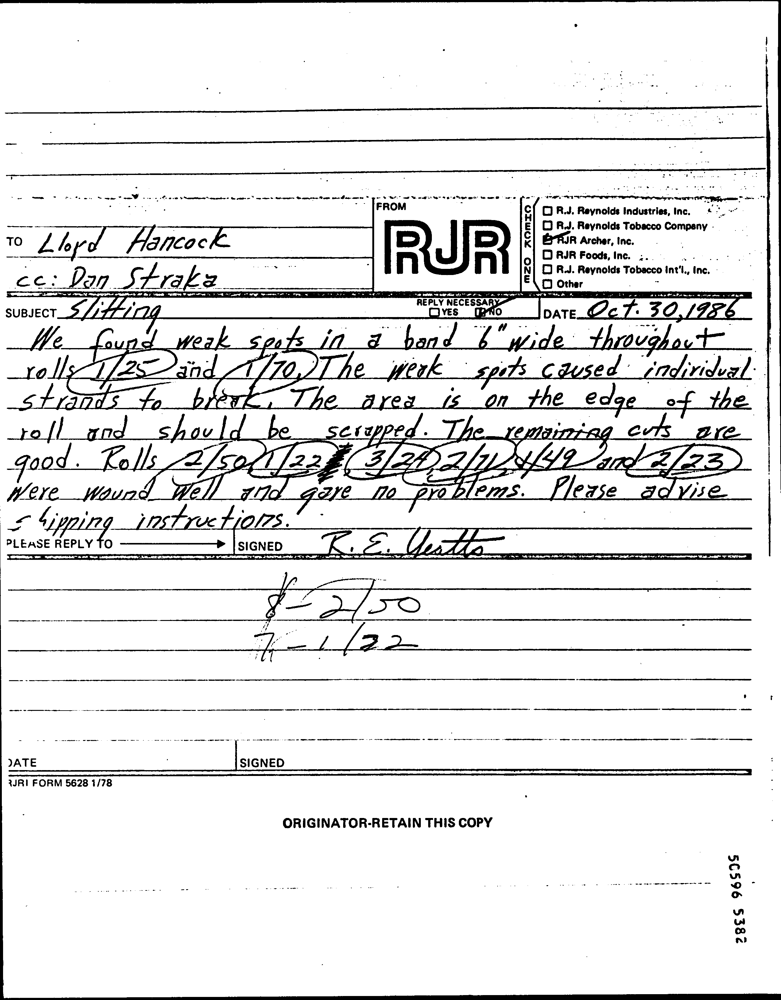 FROM
RJR
CHECK ONE
☐ R.J. Reynolds Industries, Inc.
☐ R.J. Reynolds Tobacco Company
☒ RJR Archer, Inc.
☐ RJR Foods, Inc.
☐ R.J. Reynolds Tobacco Int'l., Inc.
☐ Other
TO Lloyd Hancock
cc: Dan Straka
SUBJECT Slitting
REPLY NECESSARY
☐ YES ☒ NO
DATE Oct. 30, 1986
We found weak spots in a band 6" wide throughout
rolls 1/25 and 1/70. The weak spots caused individual
strands to break. The area is on the edge of the
roll and should be scrapped. The remaining cuts are
good. Rolls 2/50, 1/22, 3/24, 2/71, 1/49 and 2/23
were wound well and gave no problems. Please advise
shipping instructions.
PLEASE REPLY TO
SIGNED R. E. Yeatts
8 - 2/50
7 - 1/22
DATE
SIGNED
RJRI FORM 5628 1/78
ORIGINATOR-RETAIN THIS COPY
50596 5382